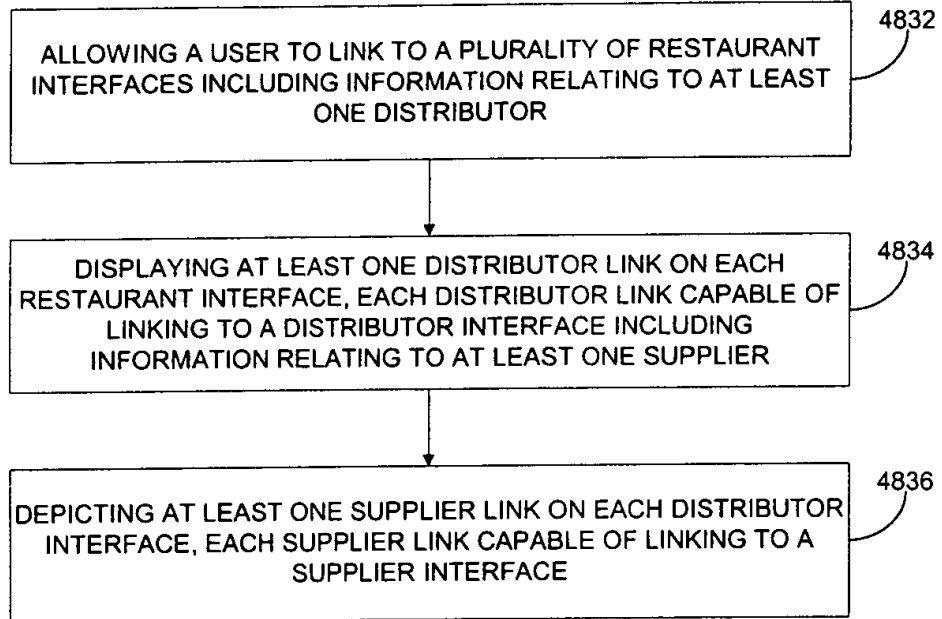 ALLOWING A USER TO LINK TO A PLURALITY OF RESTAURANT
INTERFACES INCLUDING INFORMATION RELATING TO AT LEAST
ONE DISTRIBUTOR
4832
DISPLAYING AT LEAST ONE DISTRIBUTOR LINK ON EACH
RESTAURANT INTERFACE, EACH DISTRIBUTOR LINK CAPABLE OF
LINKING TO A DISTRIBUTOR INTERFACE INCLUDING
INFORMATION RELATING TO AT LEAST ONE SUPPLIER
4834
DEPICTING AT LEAST ONE SUPPLIER LINK ON EACH DISTRIBUTOR
INTERFACE, EACH SUPPLIER LINK CAPABLE OF LINKING TO A
SUPPLIER INTERFACE
4836